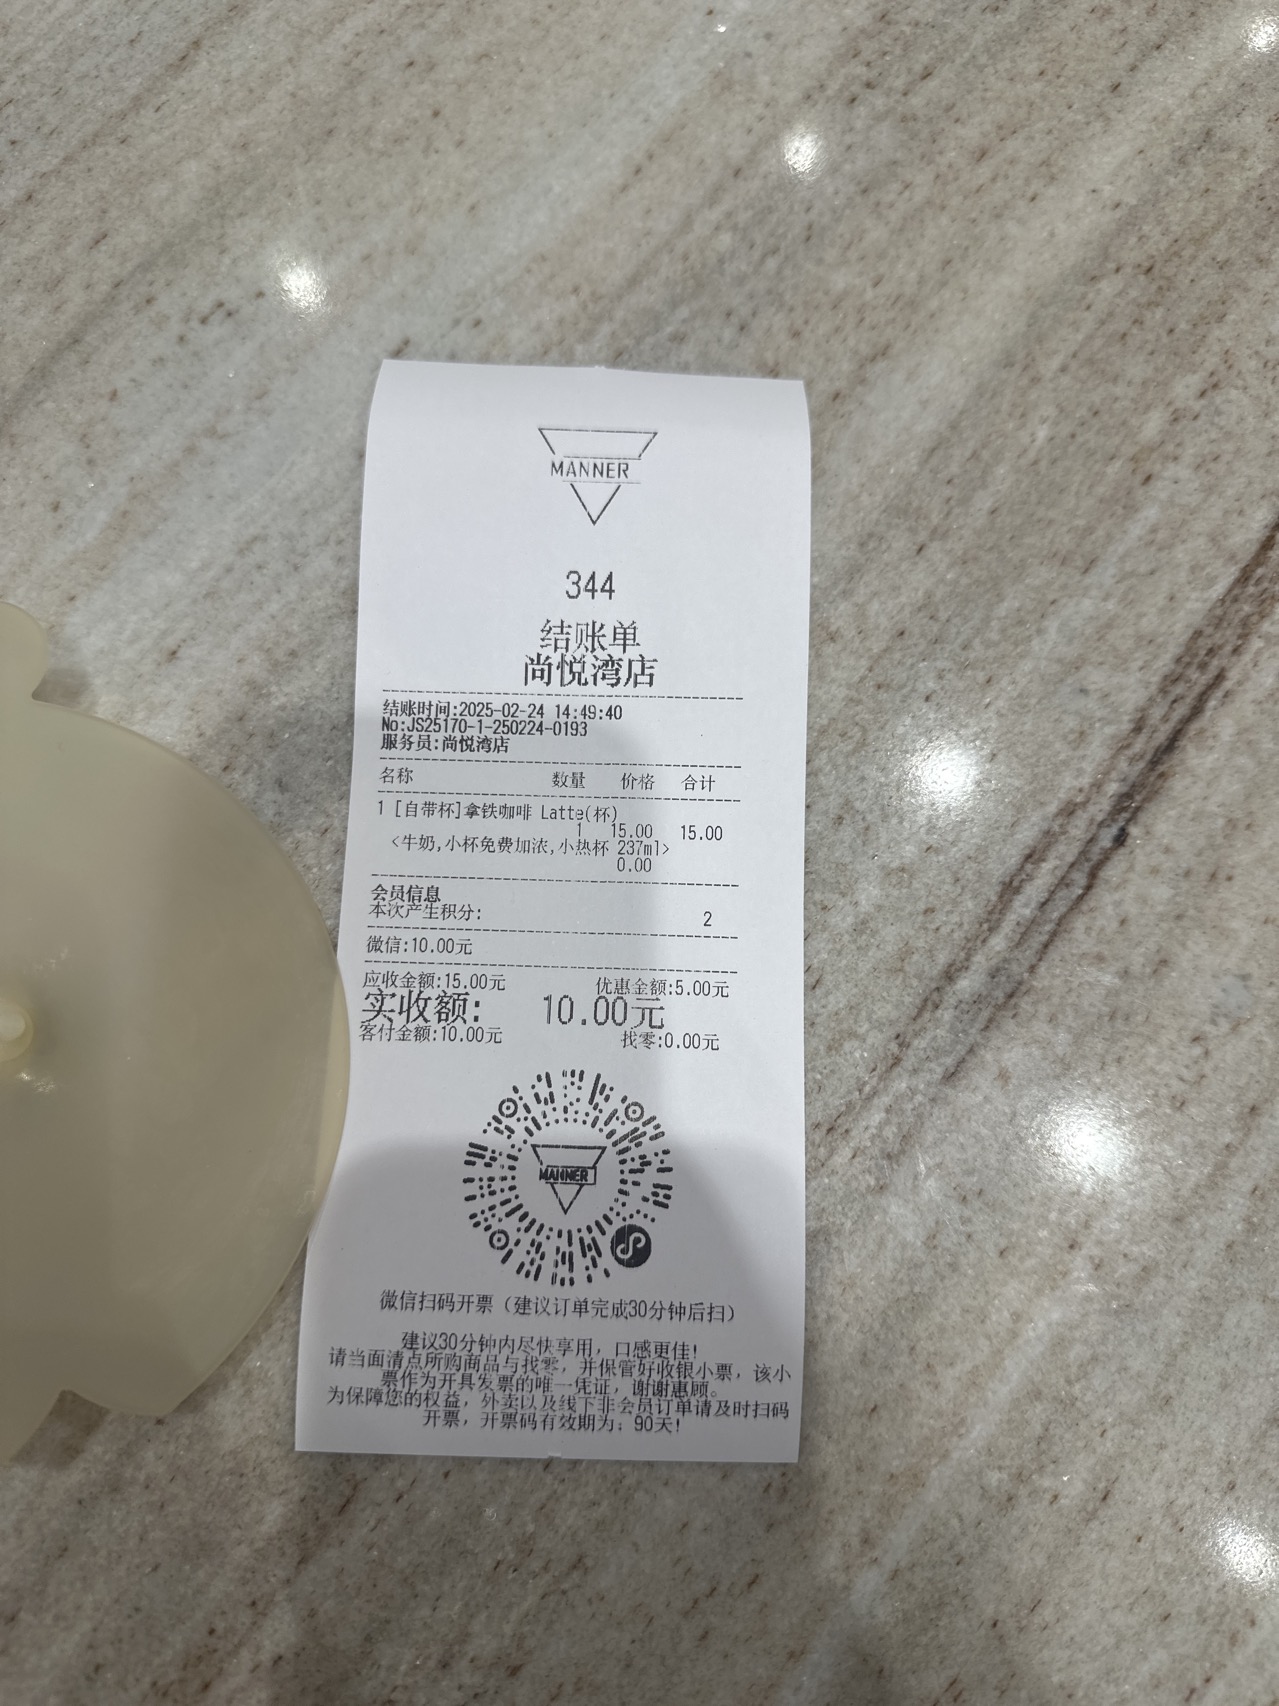 MANNER
344
结账单
尚悦湾店
结账时间:2025-02-24 14:49:40
No:JS25170-1-250224-0193
服务员:尚悦湾店
名称 数量 价格 合计
1 [自带杯]拿铁咖啡 Latte(杯)
1 15.00 15.00
<牛奶,小杯免费加浓,小热杯 237ml>
0.00
会员信息
本次产生积分: 2
微信:10.00元
应收金额:15.00元 优惠金额:5.00元
实收额: 10.00元
客付金额:10.00元 找零:0.00元
MANNER
微信扫码开票（建议订单完成30分钟后扫）
建议30分钟内尽快享用，口感更佳!
请当面清点所购商品与找零，并保管好收银小票，该小
票作为开具发票的唯一凭证，谢谢惠顾。
为保障您的权益，外卖以及线下非会员订单请及时扫码
开票，开票码有效期为：90天!